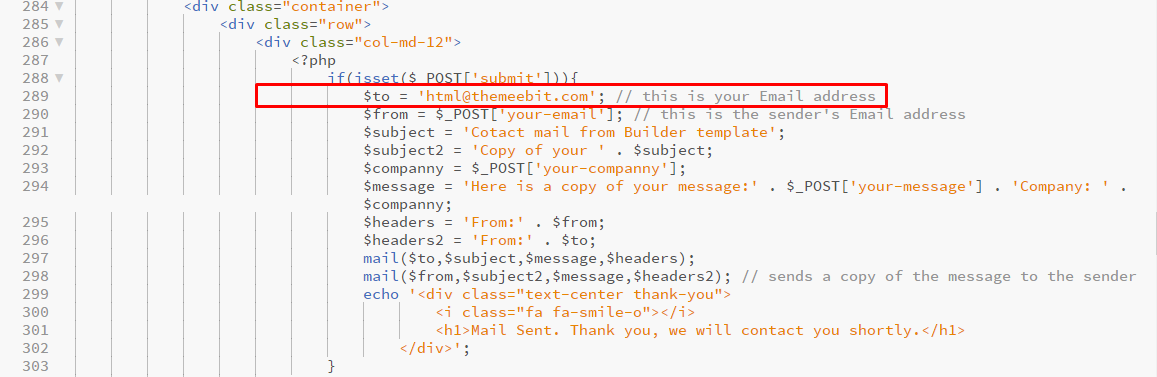 284 <div class="container">
285 <div class="row">
286 <div class="col-md-12">
287 <?php
288 if(isset($_POST['submit'])){
289 $to = 'html@themeebit.com'; // this is your Email address
290 $from = $_POST['your-email']; // this is the sender's Email address
291 $subject = 'Cotact mail from Builder template';
292 $subject2 = 'Copy of your ' . $subject;
293 $companny = $_POST['your-companny'];
294 $message = 'Here is a copy of your message:' . $_POST['your-message'] . 'Company: ' .
$companny;
295 $headers = 'From:' . $from;
296 $headers2 = 'From:' . $to;
297 mail($to,$subject,$message,$headers);
298 mail($from,$subject2,$message,$headers2); // sends a copy of the message to the sender
299 echo '<div class="text-center thank-you">
300 <i class="fa fa-smile-o"></i>
301 <h1>Mail Sent. Thank you, we will contact you shortly.</h1>
302 </div>';
303 }